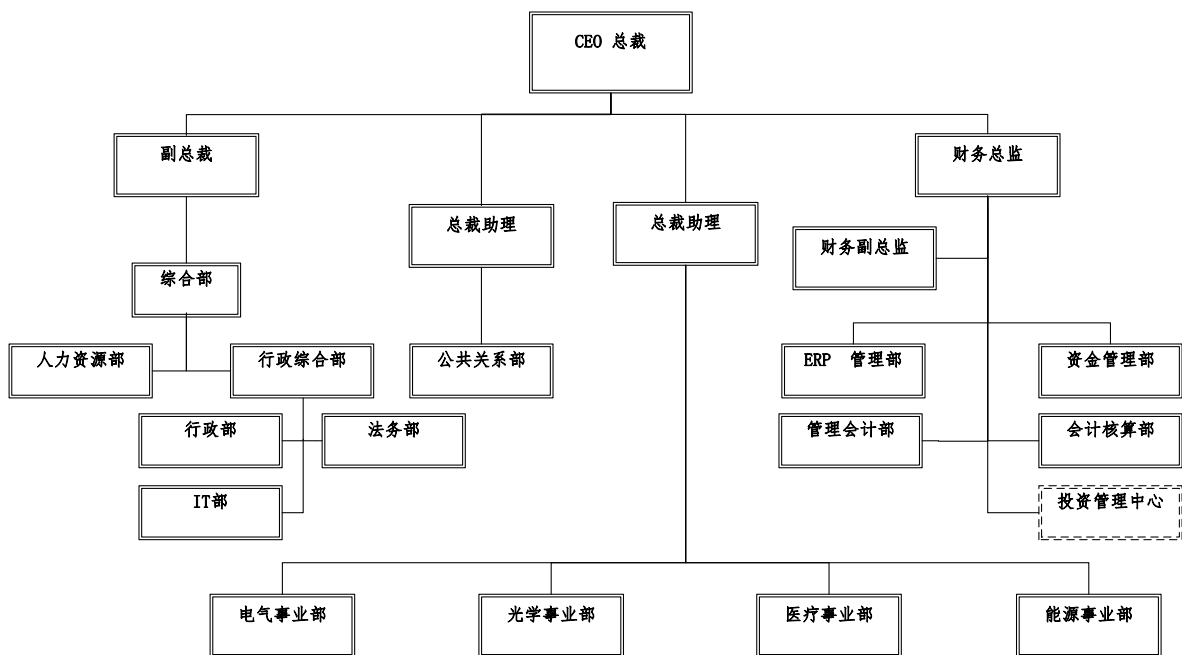 CEO 总裁
副总裁
财务总监
总裁助理
总裁助理
财务副总监
综合部
人力资源部
行政综合部
公共关系部
ERP 管理部
资金管理部
行政部
法务部
管理会计部
会计核算部
IT部
投资管理中心
电气事业部
光学事业部
医疗事业部
能源事业部